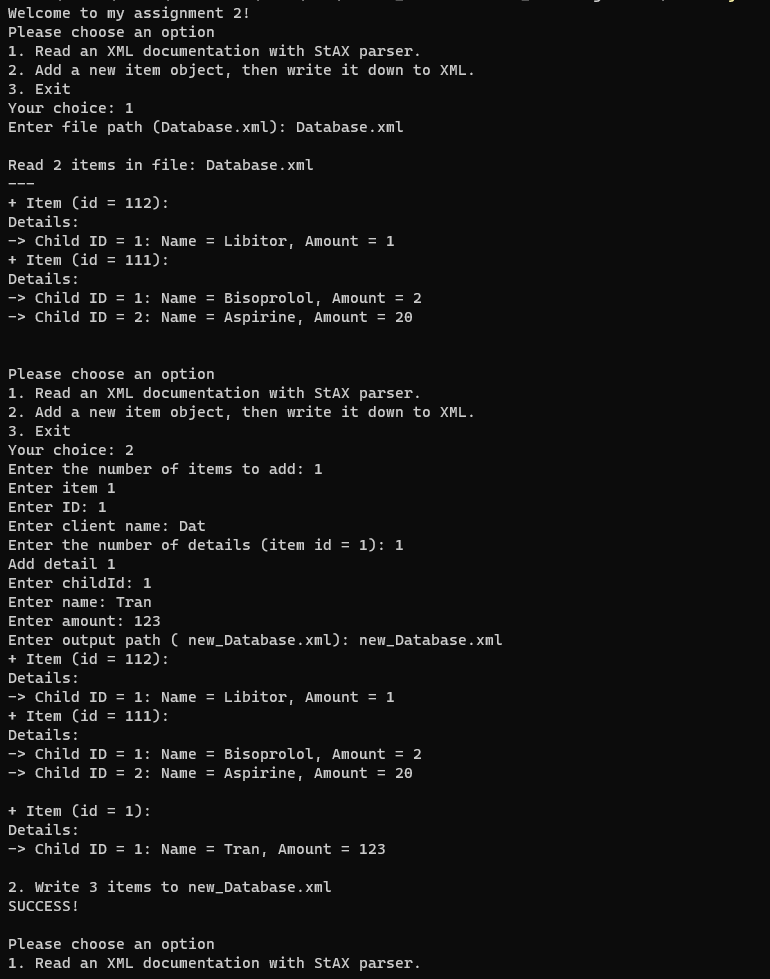 Welcome to my assignment 2!
Please choose an option
1. Read an XML documentation with StAX parser.
2. Add a new item object, then write it down to XML.
3. Exit
Your choice: 1
Enter file path (Database.xml): Database.xml
Read 2 items in file: Database.xml
---
+ Item (id = 112):
Details:
-> Child ID = 1: Name = Libitor, Amount = 1
+ Item (id = 111):
Details:
-> Child ID = 1: Name = Bisoprolol, Amount = 2
-> Child ID = 2: Name = Aspirine, Amount = 20
Please choose an option
1. Read an XML documentation with StAX parser.
2. Add a new item object, then write it down to XML.
3. Exit
Your choice: 2
Enter the number of items to add: 1
Enter item 1
Enter ID: 1
Enter client name: Dat
Enter the number of details (item id = 1): 1
Add detail 1
Enter childId: 1
Enter name: Tran
Enter amount: 123
Enter output path ( new_Database.xml): new_Database.xml
+ Item (id = 112):
Details:
-> Child ID = 1: Name = Libitor, Amount = 1
+ Item (id = 111):
Details:
-> Child ID = 1: Name = Bisoprolol, Amount = 2
-> Child ID = 2: Name = Aspirine, Amount = 20
+ Item (id = 1):
Details:
-> Child ID = 1: Name = Tran, Amount = 123
2. Write 3 items to new_Database.xml
SUCCESS!
Please choose an option
1. Read an XML documentation with StAX parser.